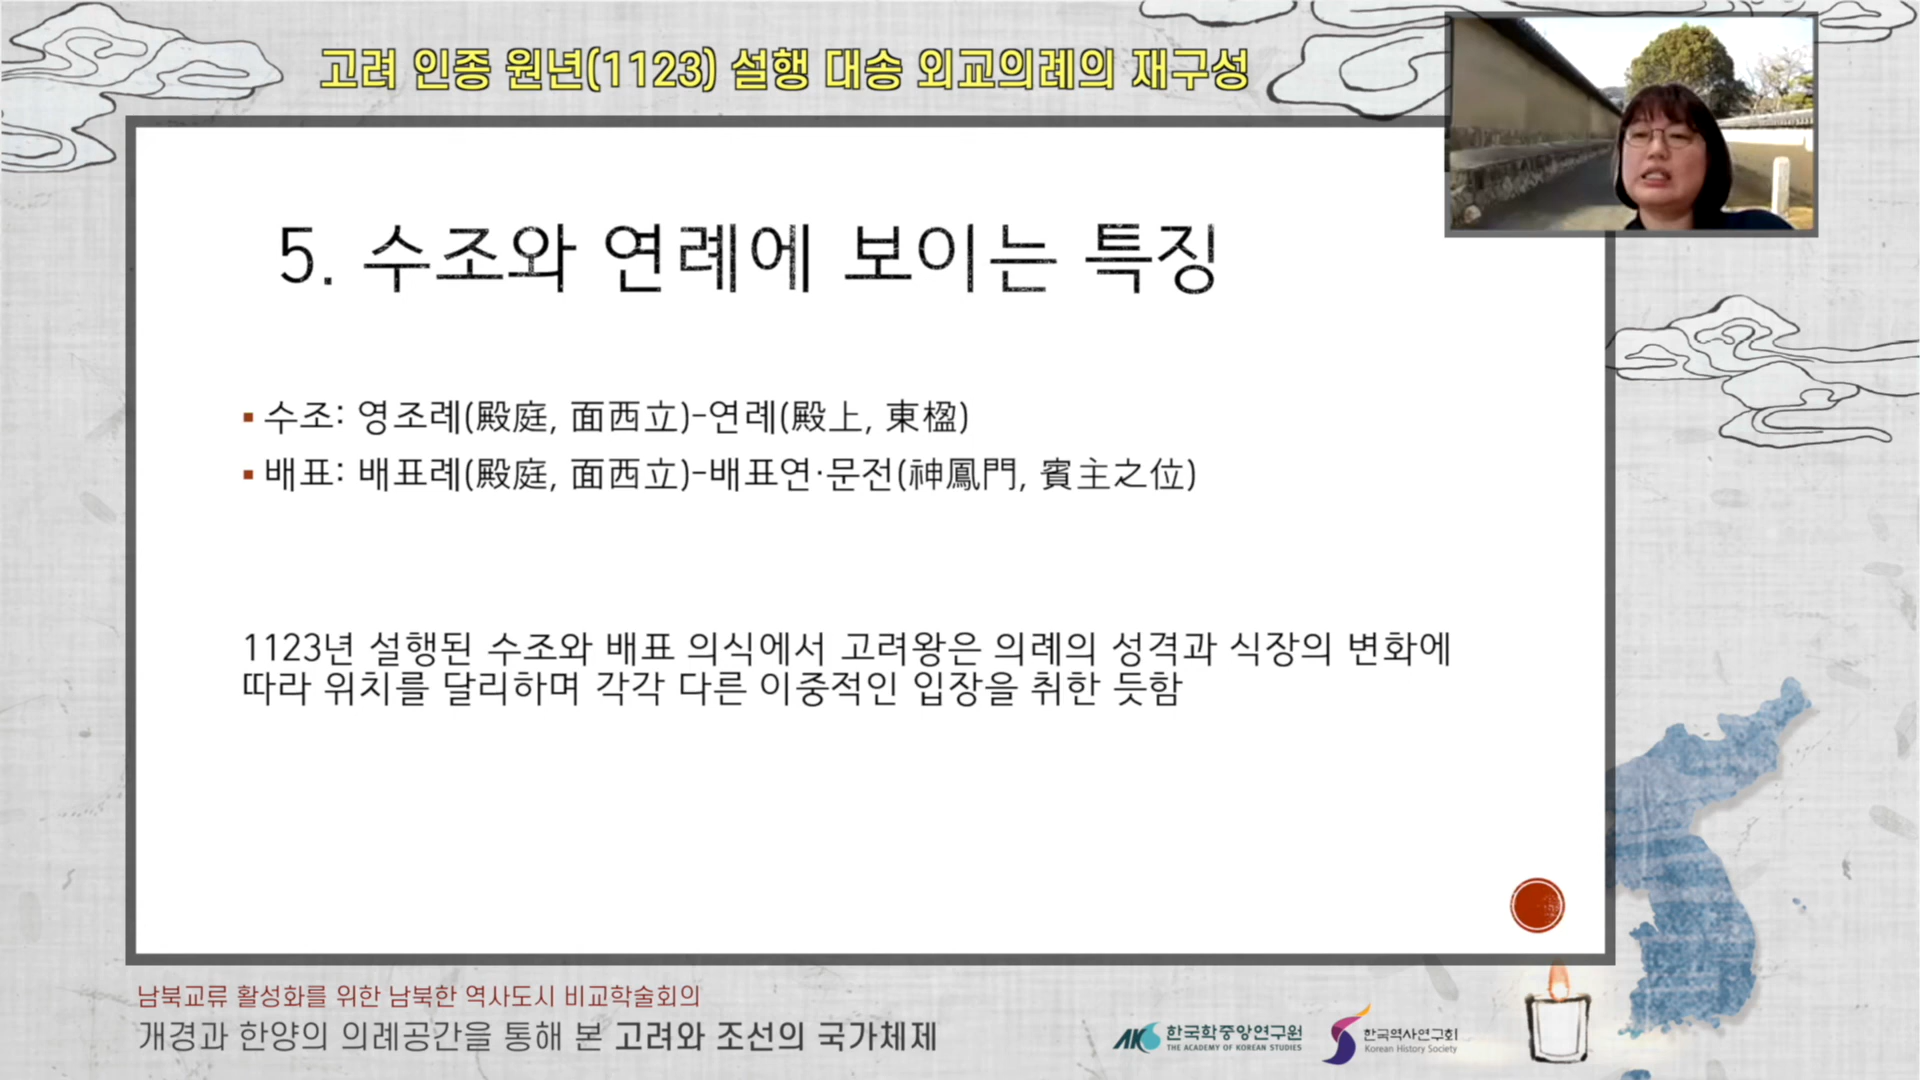 고려 인종 원년(1123) 설행 대송 외교의례의 재구성
5. 수조와 연례에 보이는 특징
▪ 수조: 영조례(殿庭, 面西立)-연례(殿上, 東楹)
▪ 배표: 배표례(殿庭, 面西立)-배표연·문전(神鳳門, 賓主之位)
1123년 설행된 수조와 배표 의식에서 고려왕은 의례의 성격과 식장의 변화에
따라 위치를 달리하며 각각 다른 이중적인 입장을 취한 듯함
남북교류 활성화를 위한 남북한 역사도시 비교학술회의
개경과 한양의 의례공간을 통해 본 고려와 조선의 국가체제
AKS 한국학중앙연구원
THE ACADEMY OF KOREAN STUDIES
한국역사연구회
Korean History Society